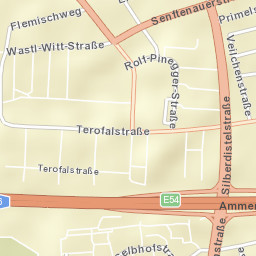 Flemischweg
Senftenauerstraße
Primels
Wastl-Witt-Straße
Rolf-Pinegger-Straße
Veilchenstraße
Terofalstraße
Silberdistelstraße
Terofalstraße
E54
Ammer